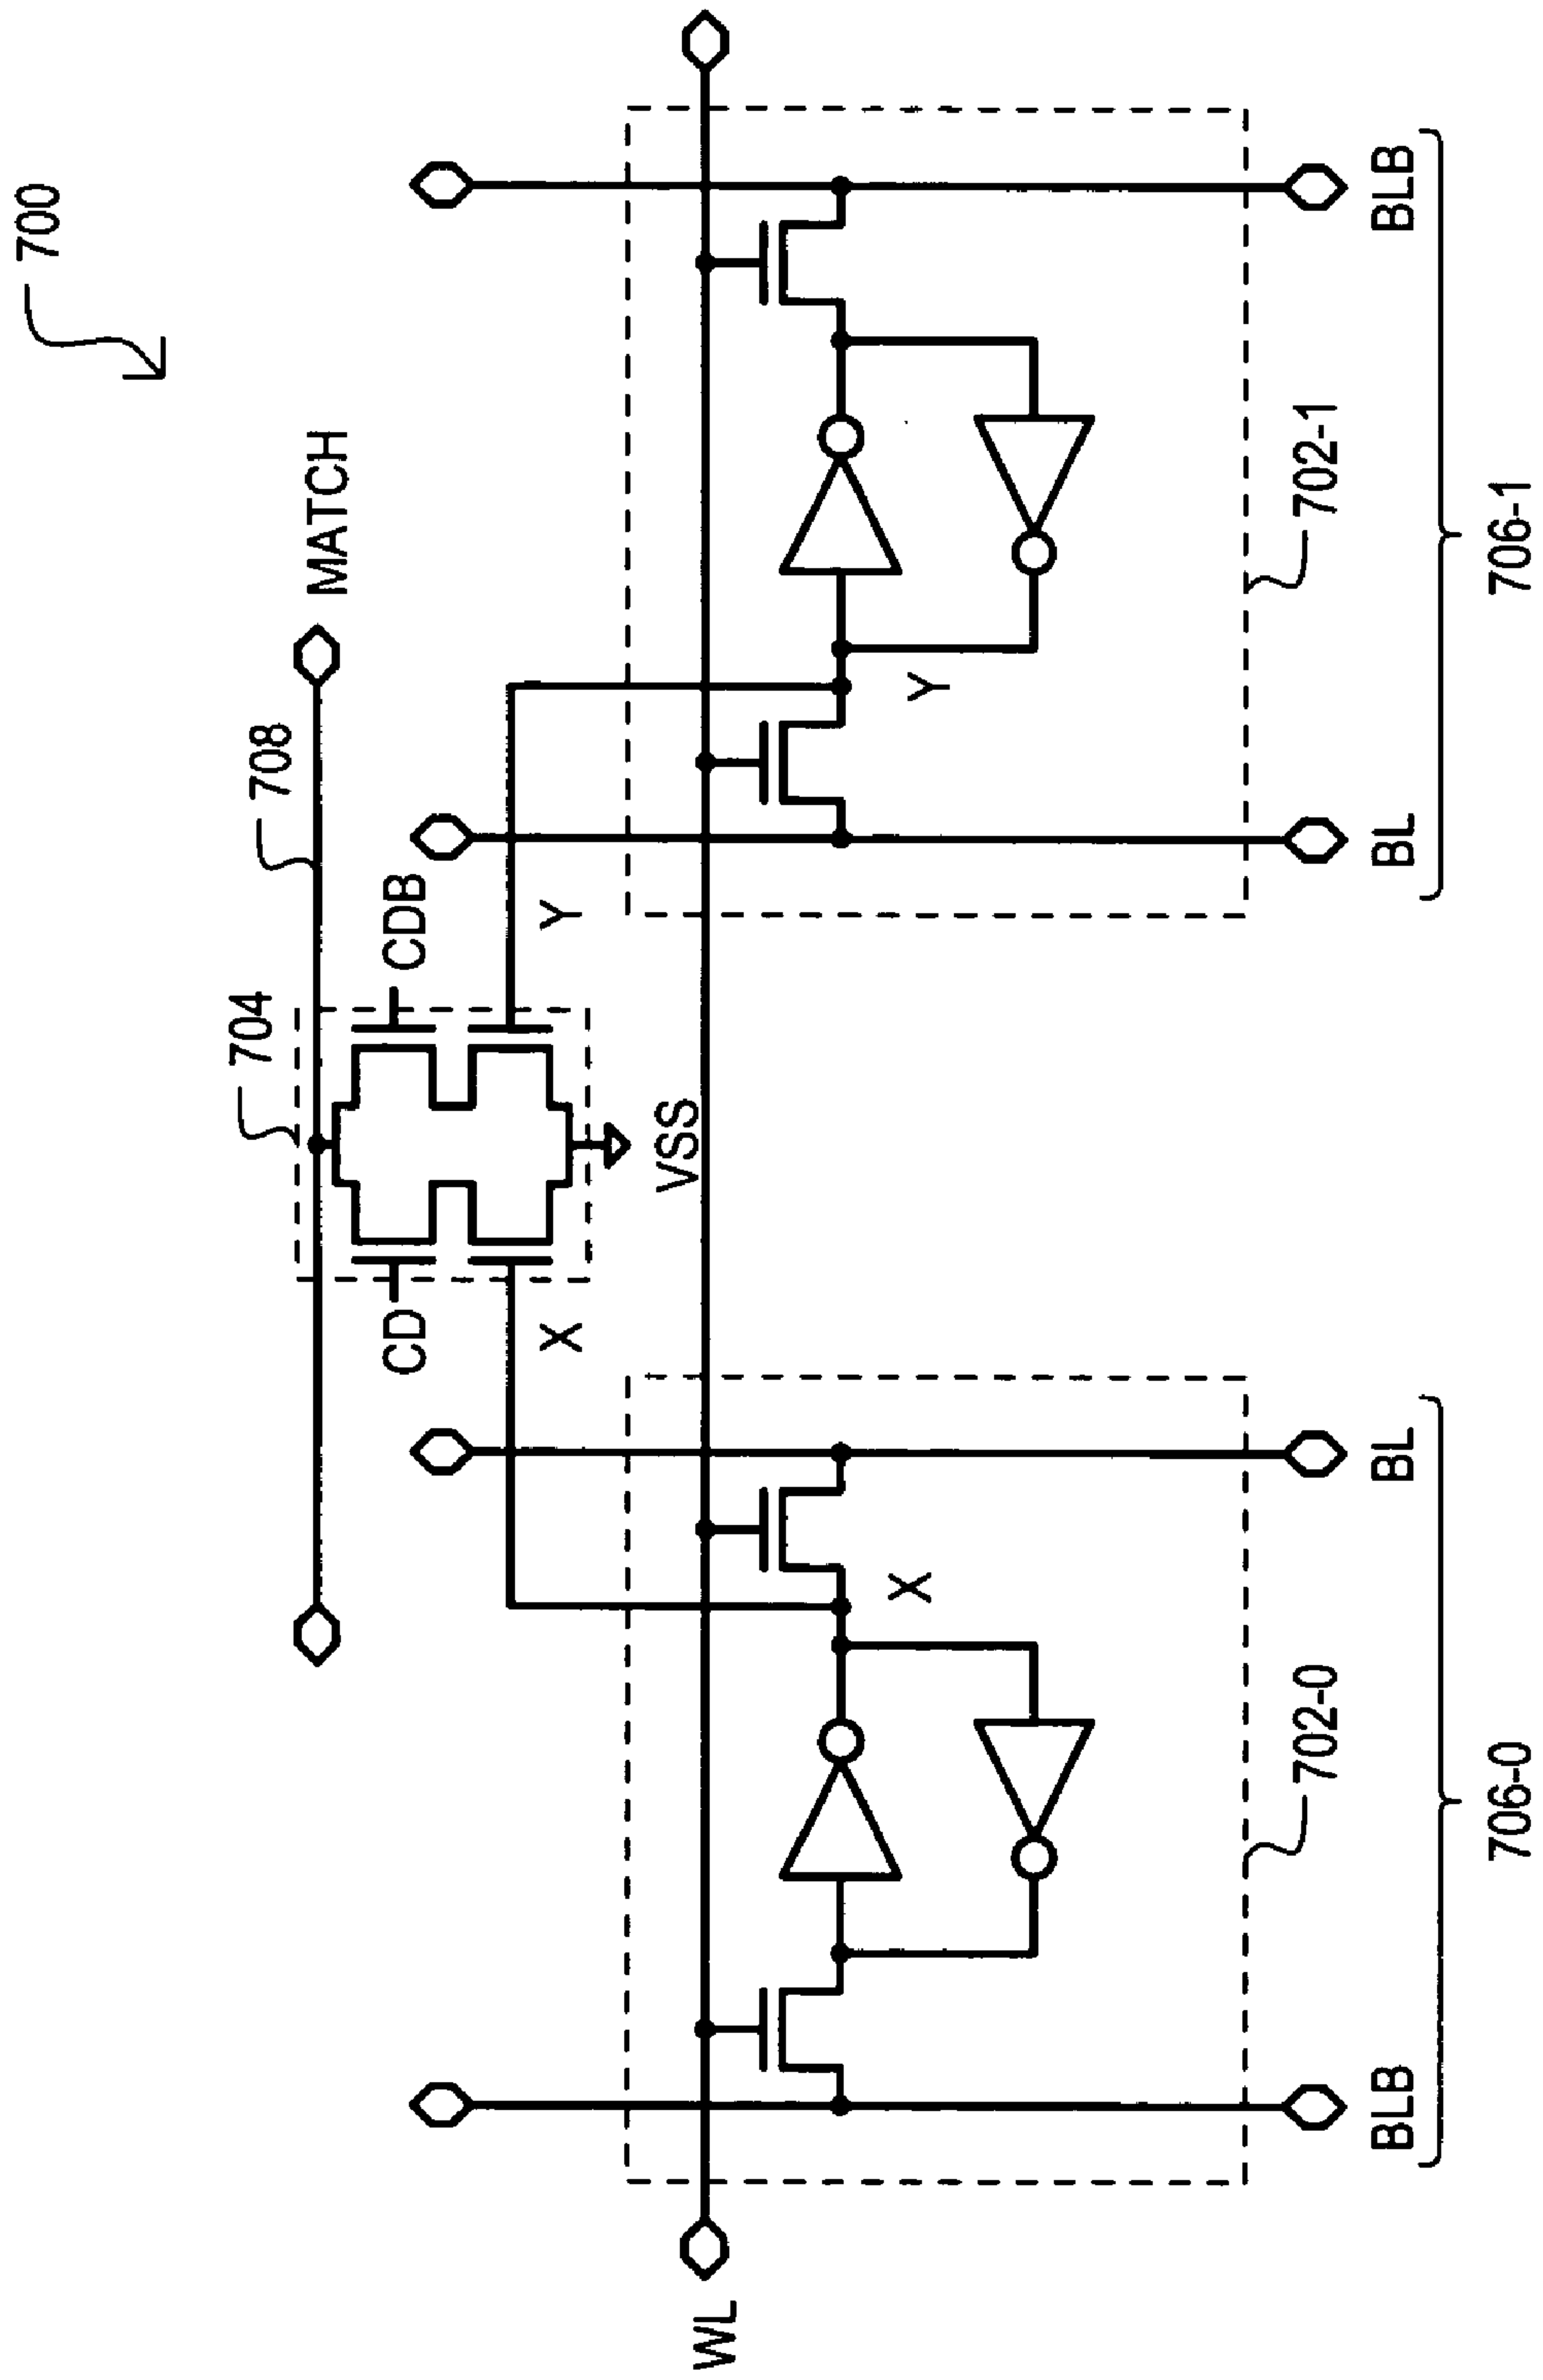 700
MATCH
708
704
CD
CDB
X
Y
VSS
WL
X
Y
702-0
702-1
BLB
BL
BL
BLB
706-0
706-1